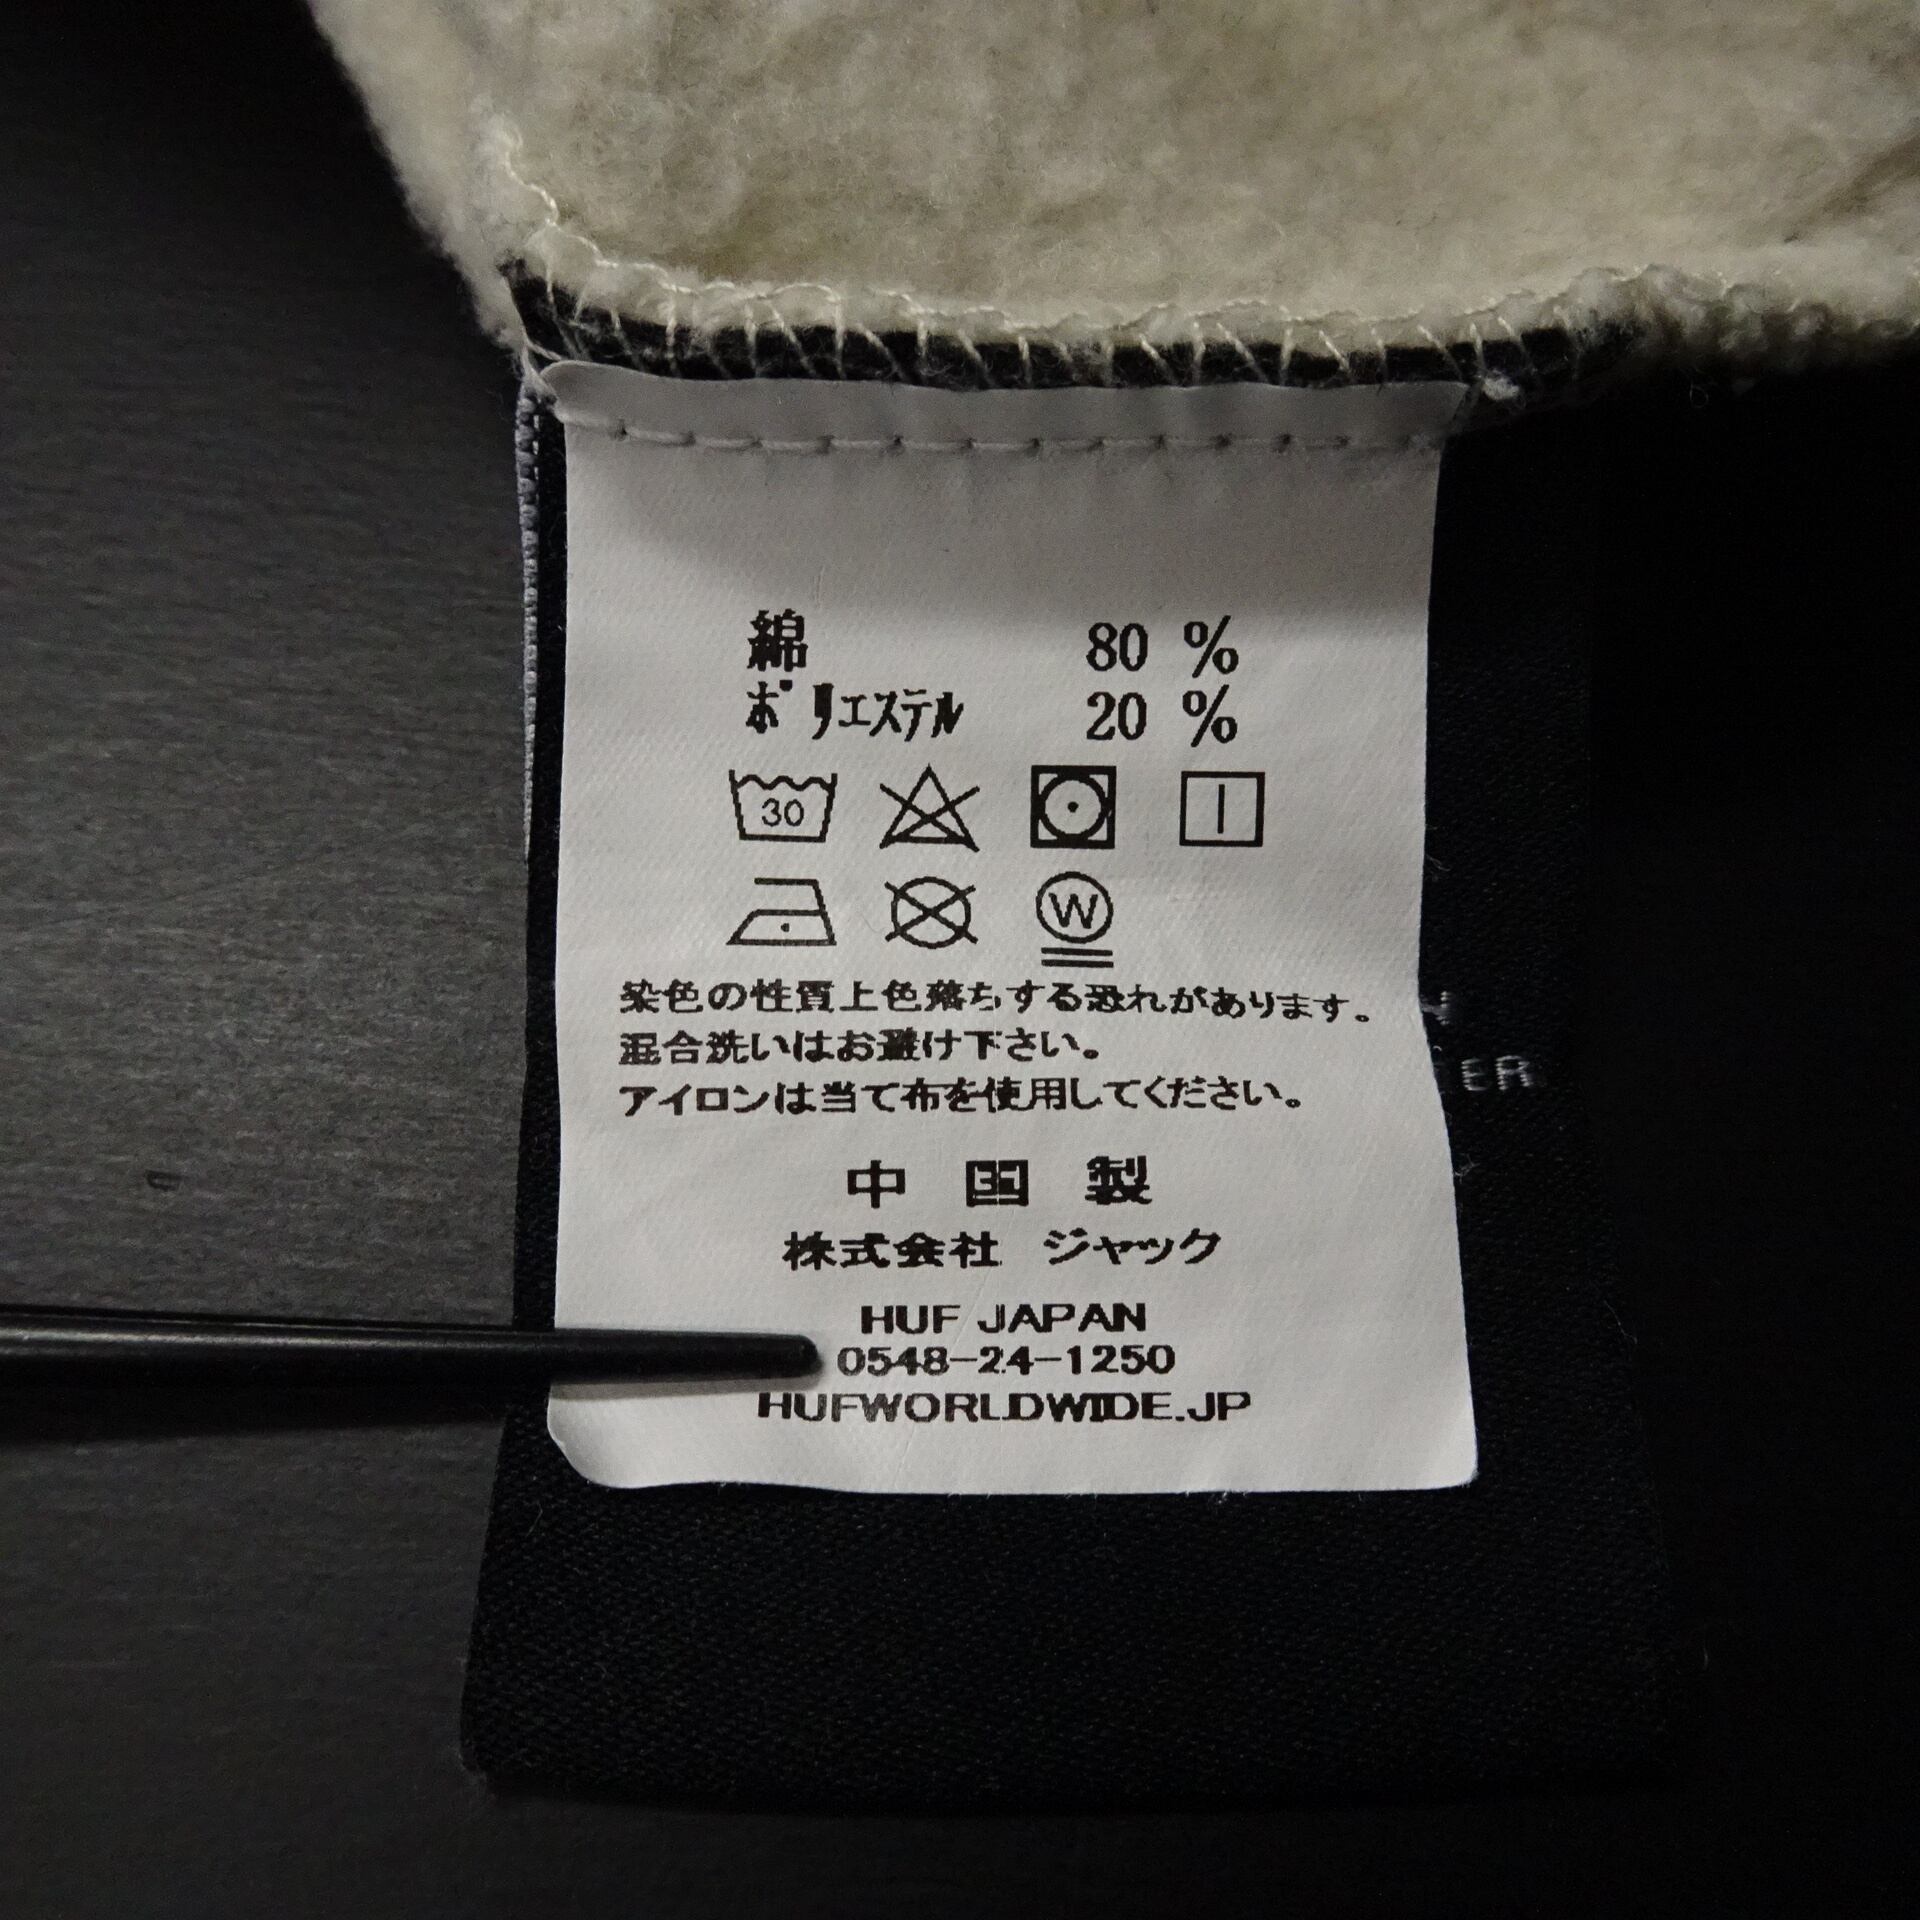 綿 80 %
ポリエステル 20 %
30
W
染色の性質上色落ちする恐れがあります。
混合洗いはお避け下さい。
アイロンは当て布を使用してください。
中国製
株式会社 ジャック
HUF JAPAN
0548-24-1250
HUFWORLDWIDE.JP